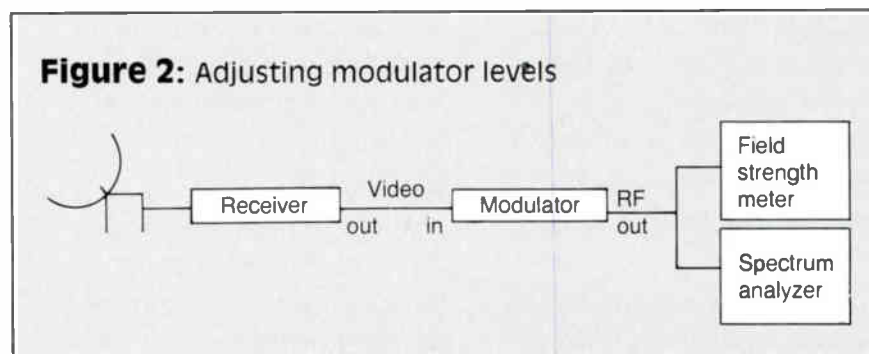 Figure 2: Adjusting modulator levels
Receiver
Video
out in
Modulator
RF
out
Field
strength
meter
Spectrum
analyzer